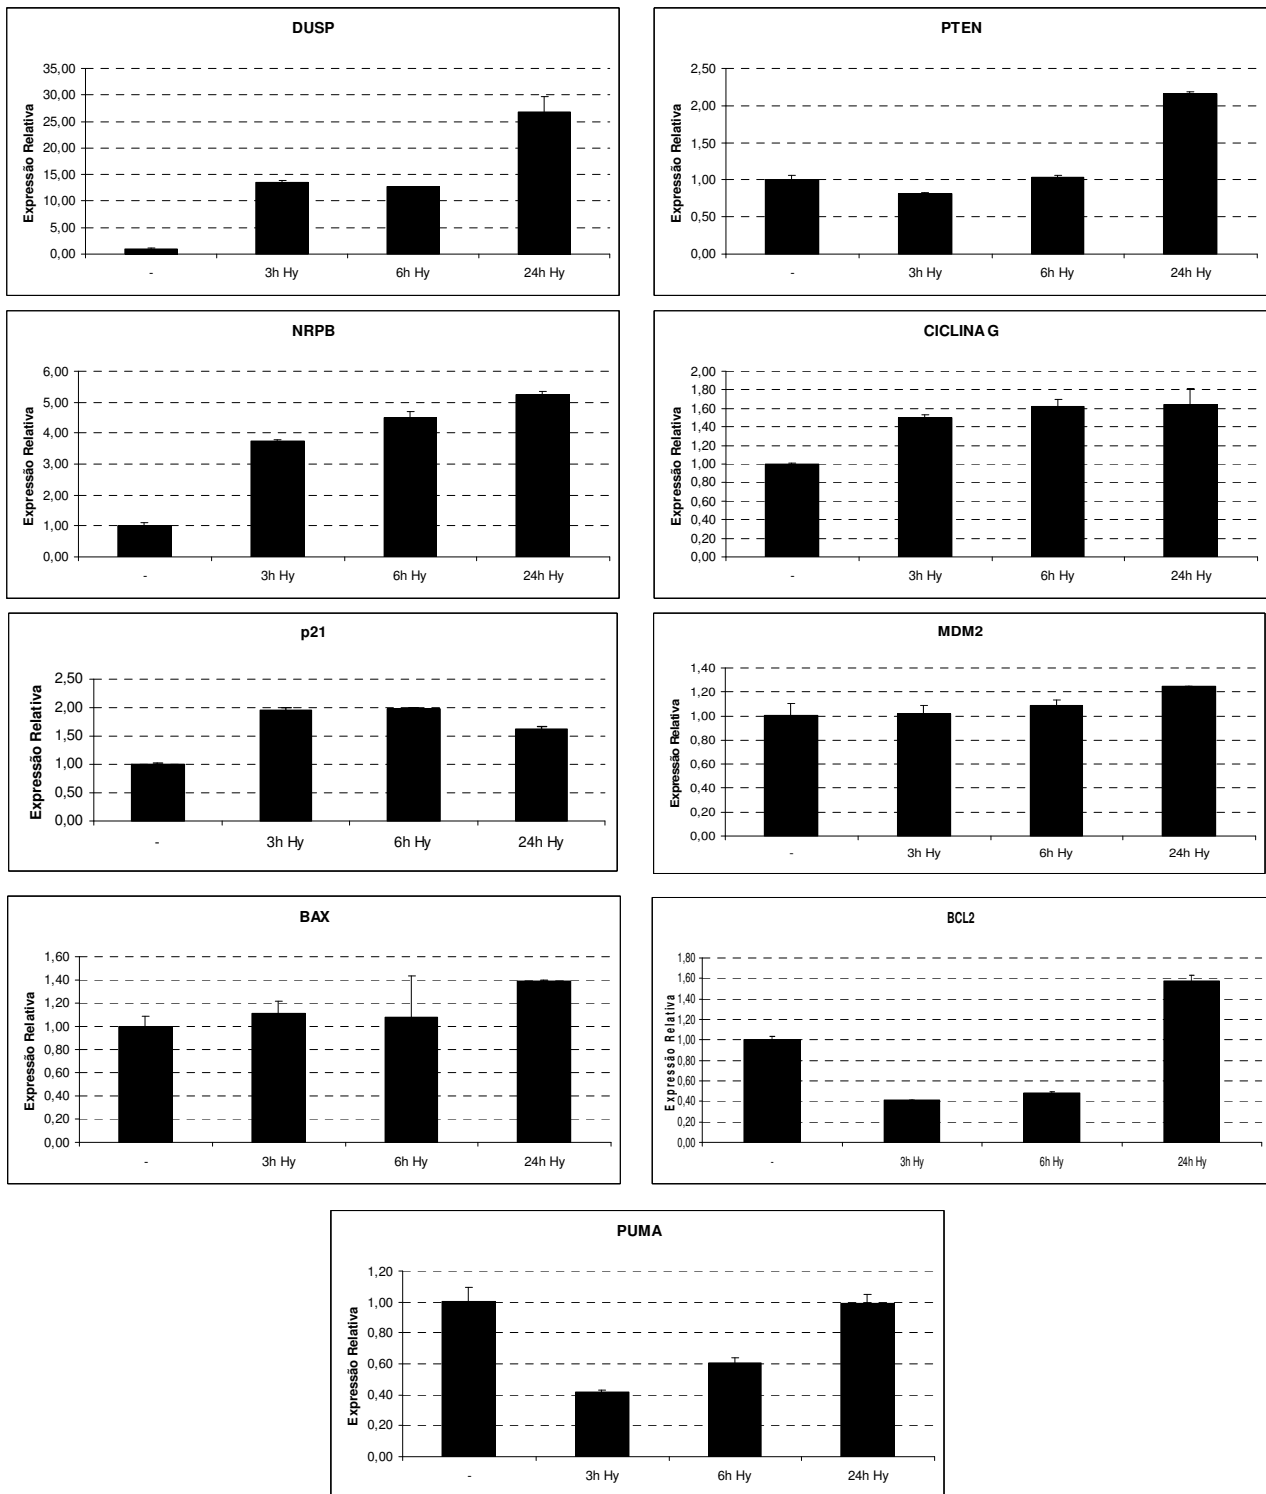 DUSP
Expressão Relativa
35,00
30,00
25,00
20,00
15,00
10,00
5,00
0,00
- 3h Hy 6h Hy 24h Hy
PTEN
Expressão Relativa
2,50
2,00
1,50
1,00
0,50
0,00
- 3h Hy 6h Hy 24h Hy
NRPB
Expressão Relativa
6,00
5,00
4,00
3,00
2,00
1,00
0,00
- 3h Hy 6h Hy 24h Hy
CICLINA G
Expressão Relativa
2,00
1,80
1,60
1,40
1,20
1,00
0,80
0,60
0,40
0,20
0,00
- 3h Hy 6h Hy 24h Hy
p21
Expressão Relativa
2,50
2,00
1,50
1,00
0,50
0,00
- 3h Hy 6h Hy 24h Hy
MDM2
Expressão Relativa
1,40
1,20
1,00
0,80
0,60
0,40
0,20
0,00
- 3h Hy 6h Hy 24h Hy
BAX
Expressão Relativa
1,60
1,40
1,20
1,00
0,80
0,60
0,40
0,20
0,00
- 3h Hy 6h Hy 24h Hy
BCL2
Expressão Relativa
1,80
1,60
1,40
1,20
1,00
0,80
0,60
0,40
0,20
0,00
- 3h Hy 6h Hy 24h Hy
PUMA
Expressão Relativa
1,20
1,00
0,80
0,60
0,40
0,20
0,00
- 3h Hy 6h Hy 24h Hy